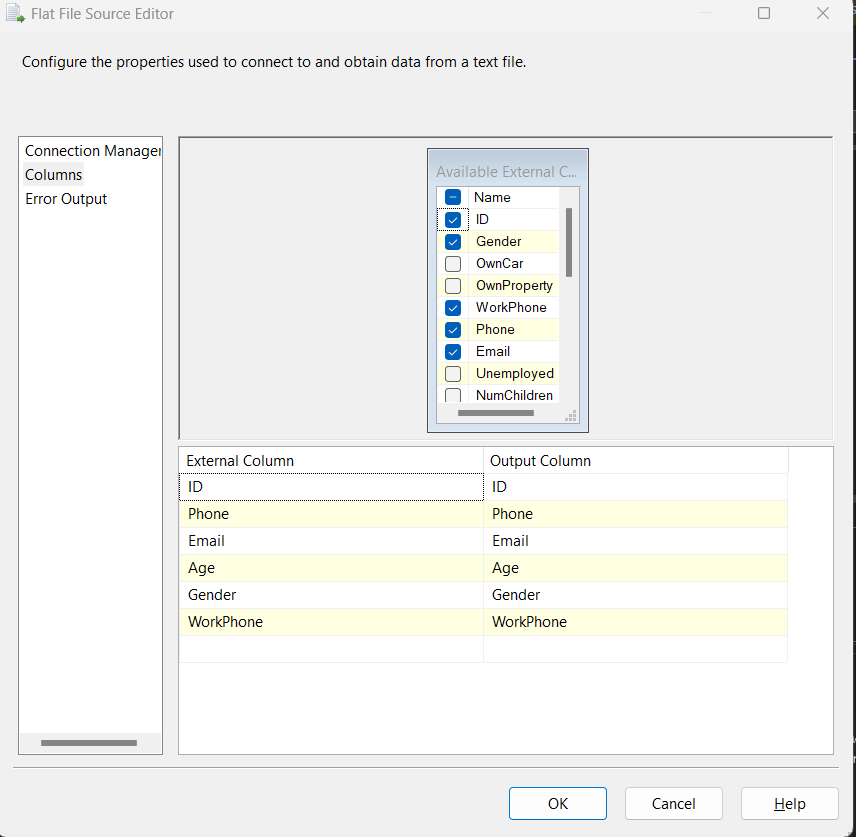 Flat File Source Editor
Configure the properties used to connect to and obtain data from a text file.
Connection Manager
Columns
Error Output
Available External C...
Name
ID
Gender
OwnCar
OwnProperty
WorkPhone
Phone
Email
Unemployed
NumChildren
External Column Output Column
ID ID
Phone Phone
Email Email
Age Age
Gender Gender
WorkPhone WorkPhone
OK Cancel Help